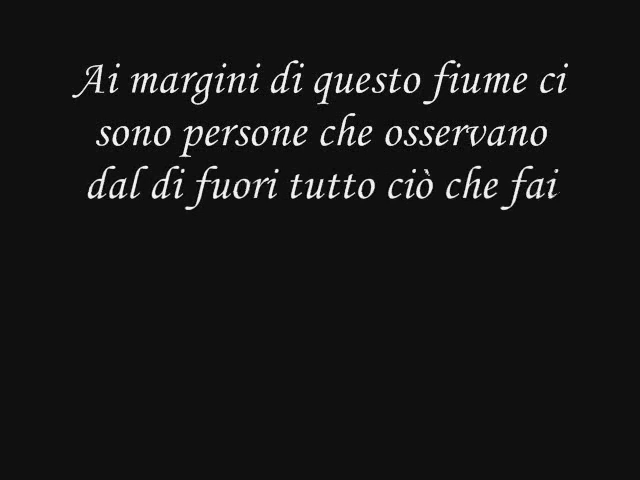 Ai margini di questo fiume ci
sono persone che osservano
dal di fuori tutto ciò che fai